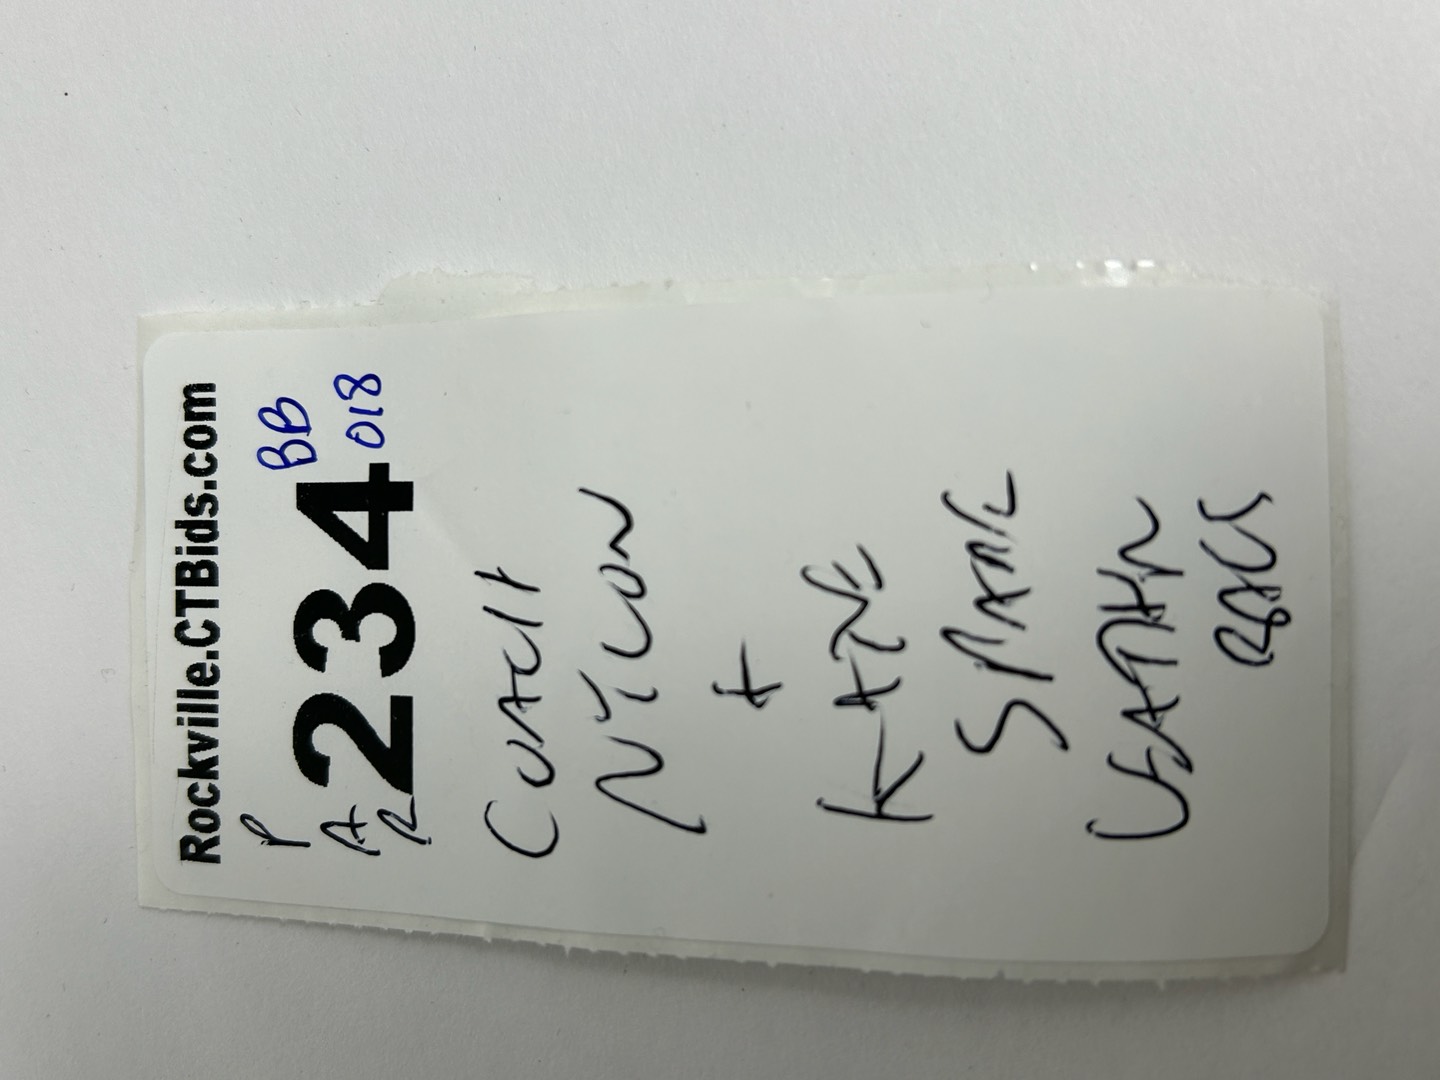 Rockville.CTBids.com
P
A
R
234
BB
018
COACH
NYLON
+
KATE
SPADE
LEATHER
BAGS